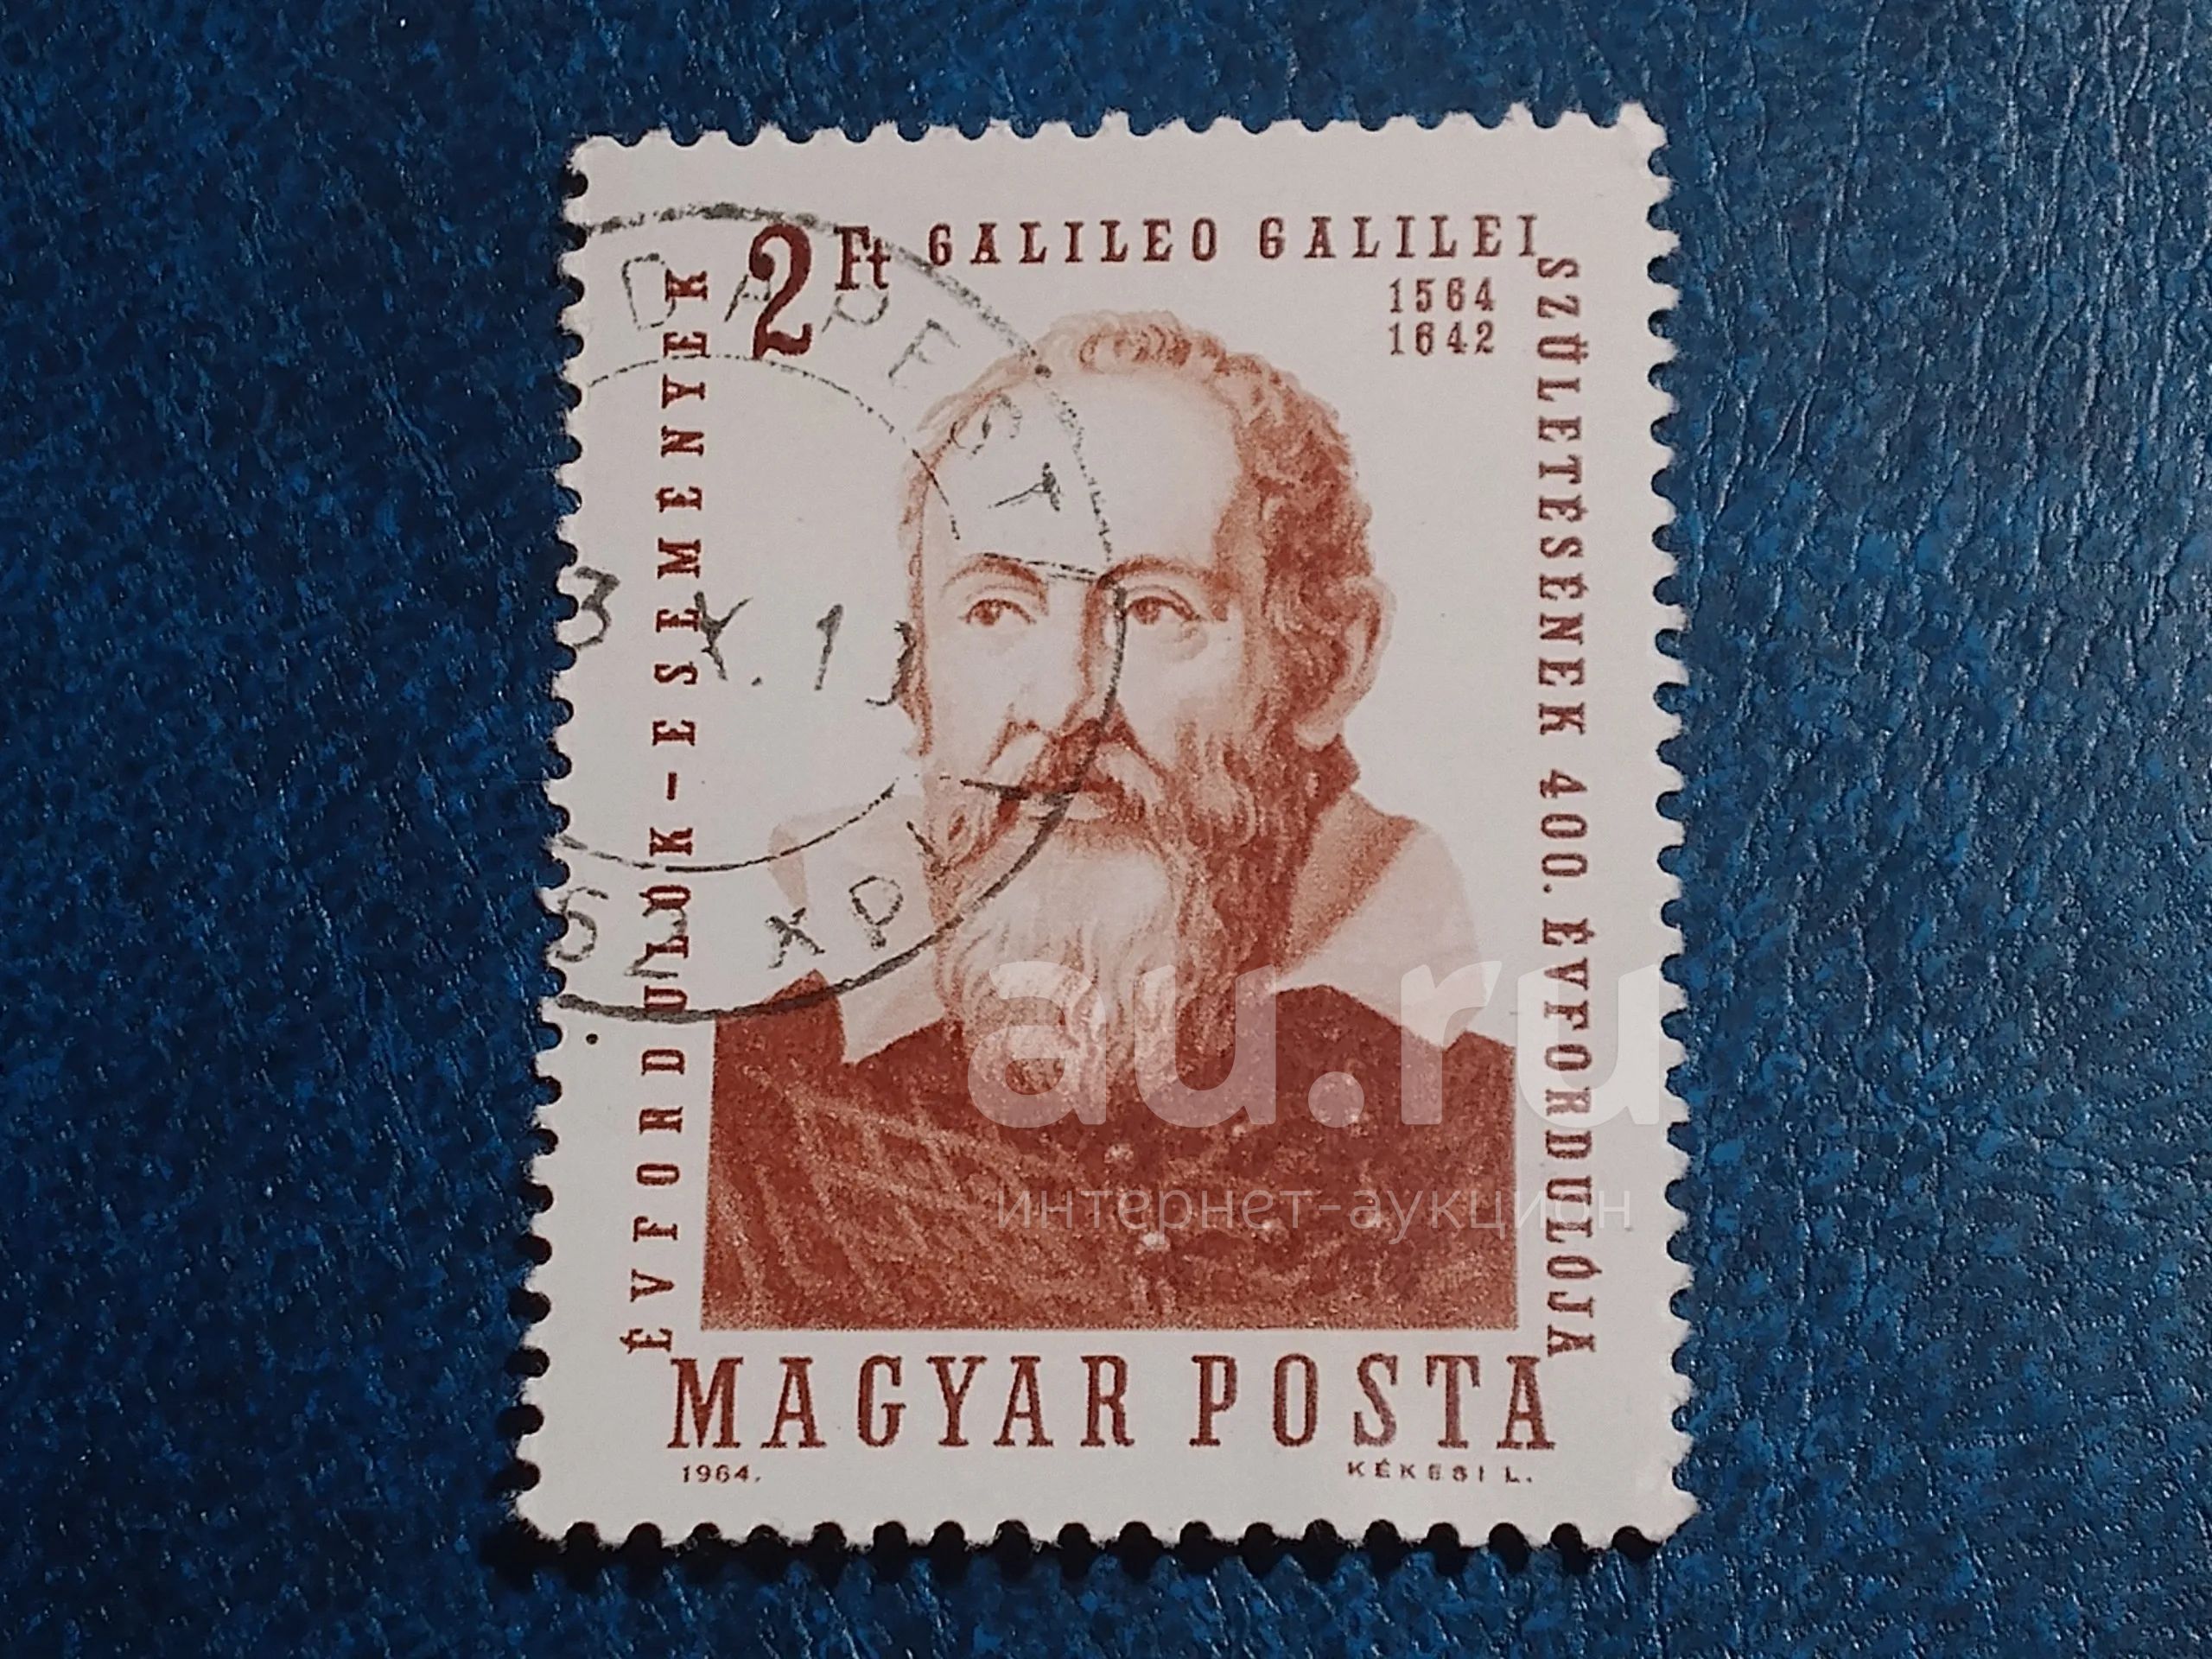 2 Ft GALILEO GALILEI
1564
1642
SZÜLETÉSÉNEK 400. ÉVFORDULÓJA
ÉVFORDULÓK-ESEMÉNYEK
MAGYAR POSTA
1964.
KÉKESI L.
au.ru
интернет-аукцион